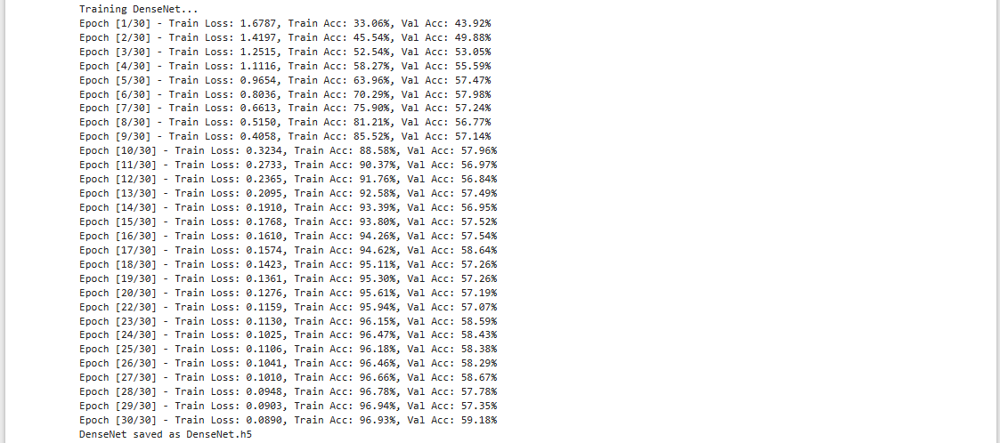 Training DenseNet...
Epoch [1/30] - Train Loss: 1.6787, Train Acc: 33.06%, Val Acc: 43.92%
Epoch [2/30] - Train Loss: 1.4197, Train Acc: 45.54%, Val Acc: 49.88%
Epoch [3/30] - Train Loss: 1.2515, Train Acc: 52.54%, Val Acc: 53.05%
Epoch [4/30] - Train Loss: 1.1116, Train Acc: 58.27%, Val Acc: 55.59%
Epoch [5/30] - Train Loss: 0.9654, Train Acc: 63.96%, Val Acc: 57.47%
Epoch [6/30] - Train Loss: 0.8036, Train Acc: 70.29%, Val Acc: 57.98%
Epoch [7/30] - Train Loss: 0.6613, Train Acc: 75.90%, Val Acc: 57.24%
Epoch [8/30] - Train Loss: 0.5150, Train Acc: 81.21%, Val Acc: 56.77%
Epoch [9/30] - Train Loss: 0.4058, Train Acc: 85.52%, Val Acc: 57.14%
Epoch [10/30] - Train Loss: 0.3234, Train Acc: 88.58%, Val Acc: 57.96%
Epoch [11/30] - Train Loss: 0.2733, Train Acc: 90.37%, Val Acc: 56.97%
Epoch [12/30] - Train Loss: 0.2365, Train Acc: 91.76%, Val Acc: 56.84%
Epoch [13/30] - Train Loss: 0.2095, Train Acc: 92.58%, Val Acc: 57.49%
Epoch [14/30] - Train Loss: 0.1910, Train Acc: 93.39%, Val Acc: 56.95%
Epoch [15/30] - Train Loss: 0.1768, Train Acc: 93.80%, Val Acc: 57.52%
Epoch [16/30] - Train Loss: 0.1610, Train Acc: 94.26%, Val Acc: 57.54%
Epoch [17/30] - Train Loss: 0.1574, Train Acc: 94.62%, Val Acc: 58.64%
Epoch [18/30] - Train Loss: 0.1423, Train Acc: 95.11%, Val Acc: 57.26%
Epoch [19/30] - Train Loss: 0.1361, Train Acc: 95.30%, Val Acc: 57.26%
Epoch [20/30] - Train Loss: 0.1276, Train Acc: 95.61%, Val Acc: 57.19%
Epoch [22/30] - Train Loss: 0.1159, Train Acc: 95.94%, Val Acc: 57.07%
Epoch [23/30] - Train Loss: 0.1130, Train Acc: 96.15%, Val Acc: 58.59%
Epoch [24/30] - Train Loss: 0.1025, Train Acc: 96.47%, Val Acc: 58.43%
Epoch [25/30] - Train Loss: 0.1106, Train Acc: 96.18%, Val Acc: 58.38%
Epoch [26/30] - Train Loss: 0.1041, Train Acc: 96.46%, Val Acc: 58.29%
Epoch [27/30] - Train Loss: 0.1010, Train Acc: 96.66%, Val Acc: 58.67%
Epoch [28/30] - Train Loss: 0.0948, Train Acc: 96.78%, Val Acc: 57.78%
Epoch [29/30] - Train Loss: 0.0903, Train Acc: 96.94%, Val Acc: 57.35%
Epoch [30/30] - Train Loss: 0.0890, Train Acc: 96.93%, Val Acc: 59.18%
DenseNet saved as DenseNet.h5